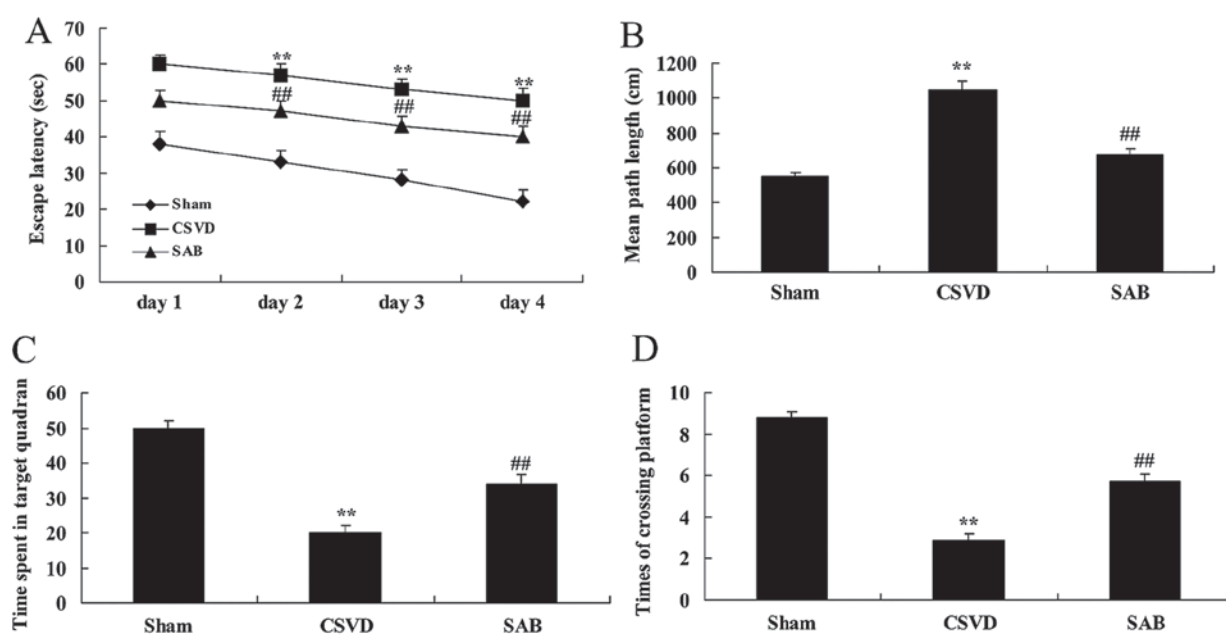 A
Escape latency (sec)
70
60
50
40
30
20
10
0
** ** **
## ## ##
Sham
CSVD
SAB
day 1 day 2 day 3 day 4
B
Mean path length (cm)
1200
1000
800
600
400
200
0
**
##
Sham CSVD SAB
C
Time spent in target quadran
60
50
40
30
20
10
0
**
##
Sham CSVD SAB
D
Times of crossing platform
10
8
6
4
2
0
**
##
Sham CSVD SAB